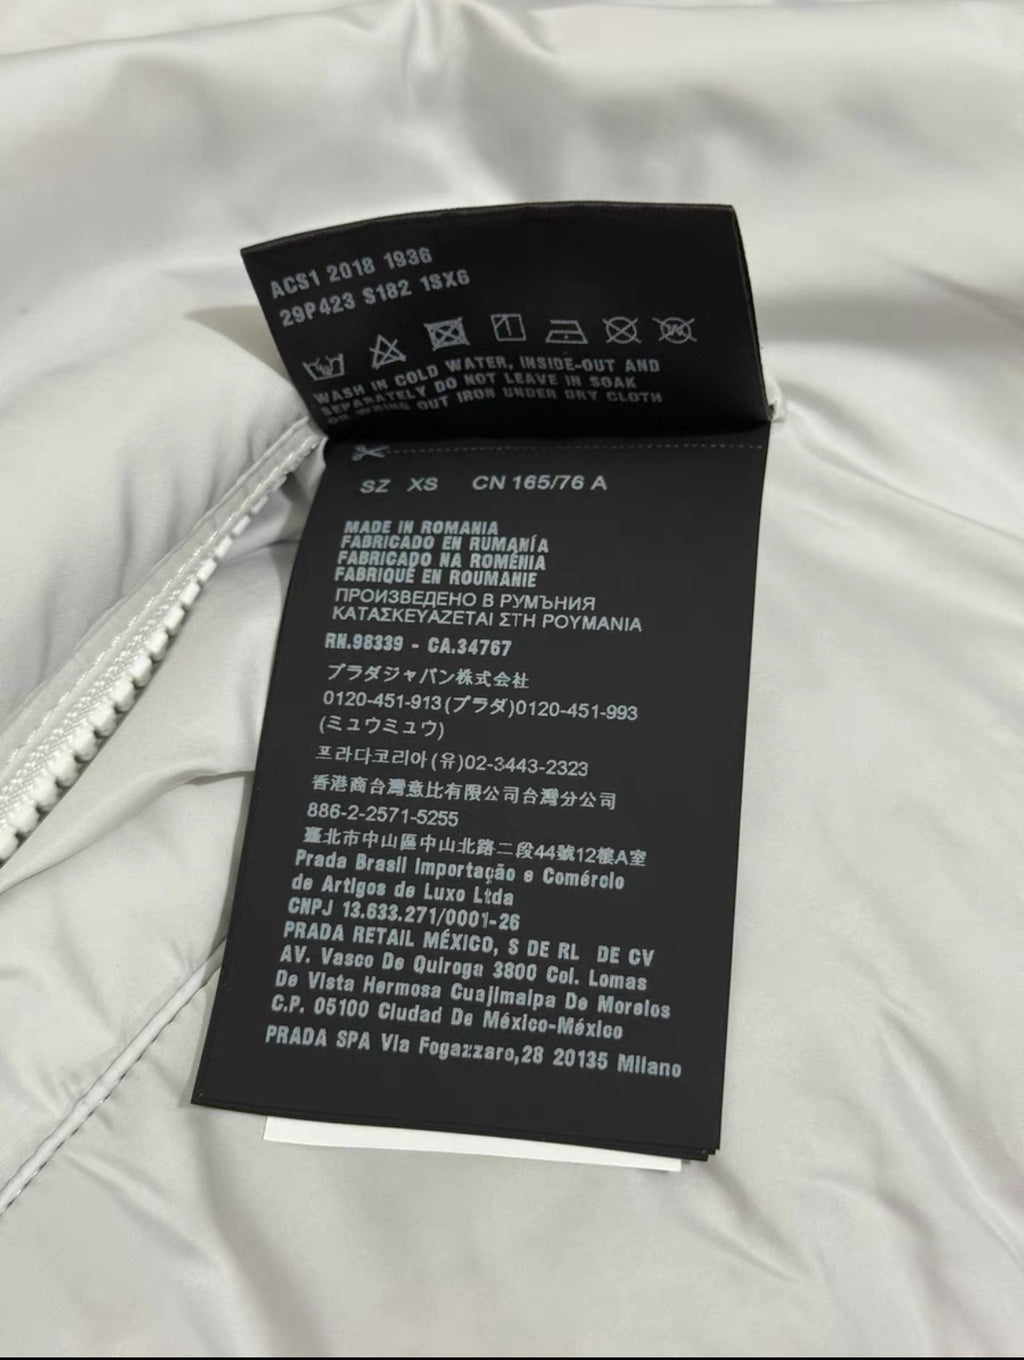 ACS1 2018 1936
29P423 S182 1SX6
WASH IN COLD WATER, INSIDE-OUT AND
SEPARATELY DO NOT LEAVE IN SOAK
OR WRING OUT IRON UNDER DRY CLOTH
SZ XS CN 165/76 A
MADE IN ROMANIA
FABRICADO EN RUMANÍA
FABRICADO NA ROMÉNIA
FABRIQUÉ EN ROUMANIE
ПРОИЗВЕДЕНО В РУМЪНИЯ
ΚΑΤΑΣΚΕΥΑΖΕΤΑΙ ΣΤΗ ΡΟΥΜΑΝΙΑ
RN.98339 - CA.34767
プラダジャパン株式会社
0120-451-913(プラダ)0120-451-993
(ミュウミュウ)
프라다코리아(유)02-3443-2323
香港商台灣意比有限公司台灣分公司
886-2-2571-5255
臺北市中山區中山北路二段44號12樓A室
Prada Brasil Importação e Comércio
de Artigos de Luxo Ltda
CNPJ 13.633.271/0001-26
PRADA RETAIL MÉXICO, S DE RL DE CV
AV. Vasco De Quiroga 3800 Col. Lomas
De Vista Hermosa Cuajimalpa De Morelos
C.P. 05100 Ciudad De México-México
PRADA SPA Via Fogazzaro,28 20135 Milano